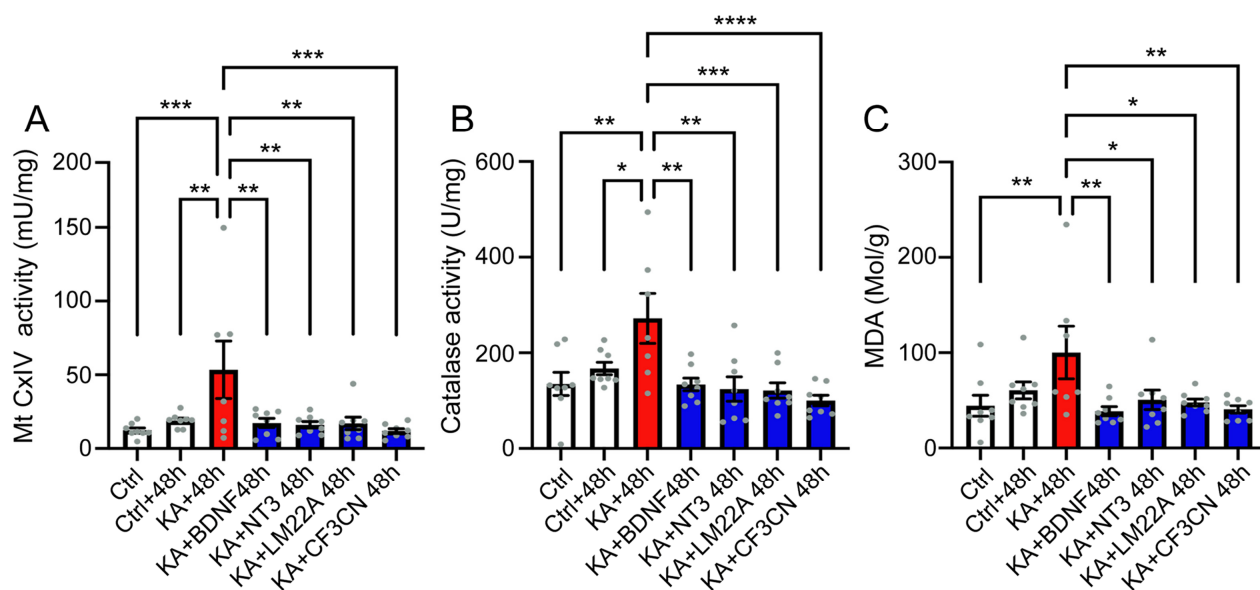 A
Mt CxIV activity (mU/mg)
200
150
100
50
0
***
***
**
**
**
**
Ctrl
Ctrl+48h
KA+48h
KA+BDNF48h
KA+NT3 48h
KA+LM22A 48h
KA+CF3CN 48h
B
Catalase activity (U/mg)
600
400
200
0
****
***
**
**
*
**
Ctrl
Ctrl+48h
KA+48h
KA+BDNF48h
KA+NT3 48h
KA+LM22A 48h
KA+CF3CN 48h
C
MDA (Mol/g)
300
200
100
0
**
*
*
**
**
Ctrl
Ctrl+48h
KA+48h
KA+BDNF48h
KA+NT3 48h
KA+LM22A 48h
KA+CF3CN 48h